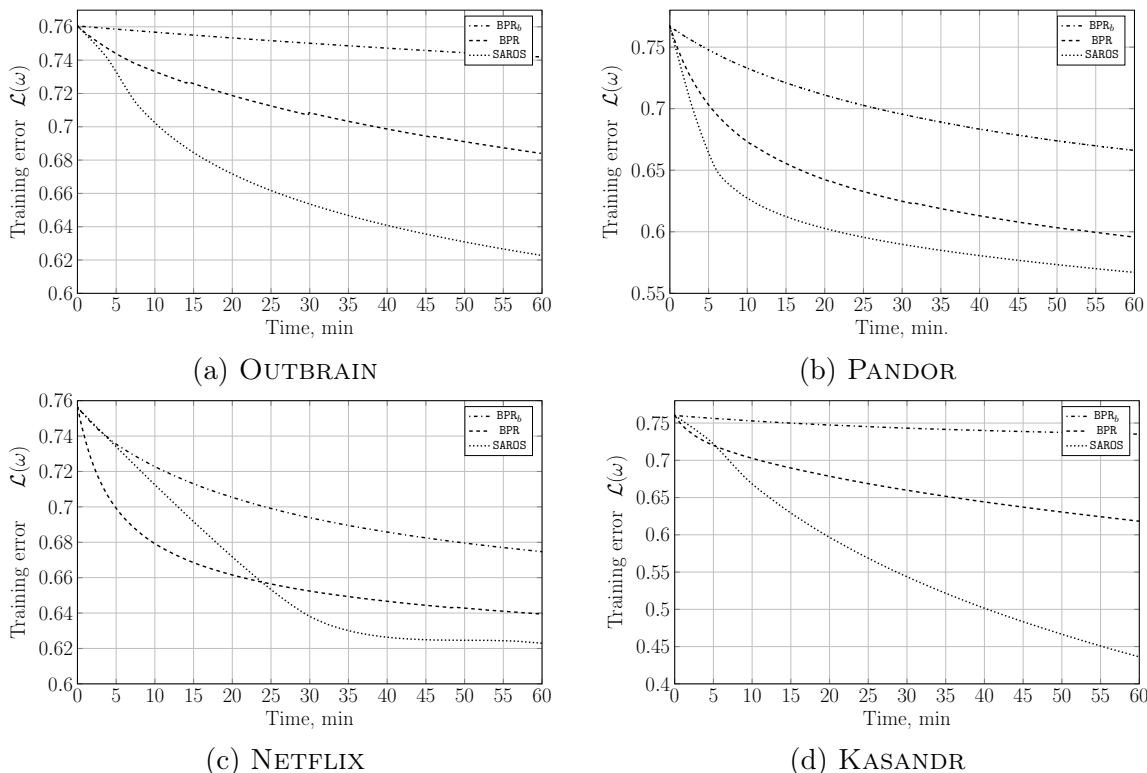 0.76
0.74
0.72
0.7
0.68
0.66
0.64
0.62
0.6
Training error 𝓛(ω)
0 5 10 15 20 25 30 35 40 45 50 55 60
Time, min
BPR_b
BPR
SAROS
(a) OUTBRAIN
0.75
0.7
0.65
0.6
0.55
Training error 𝓛(ω)
0 5 10 15 20 25 30 35 40 45 50 55 60
Time, min.
BPR_b
BPR
SAROS
(b) PANDOR
0.76
0.74
0.72
0.7
0.68
0.66
0.64
0.62
0.6
Training error 𝓛(ω)
0 5 10 15 20 25 30 35 40 45 50 55 60
Time, min
BPR_b
BPR
SAROS
(c) NETFLIX
0.75
0.7
0.65
0.6
0.55
0.5
0.45
0.4
Training error 𝓛(ω)
0 5 10 15 20 25 30 35 40 45 50 55 60
Time, min
BPR_b
BPR
SAROS
(d) KASANDR